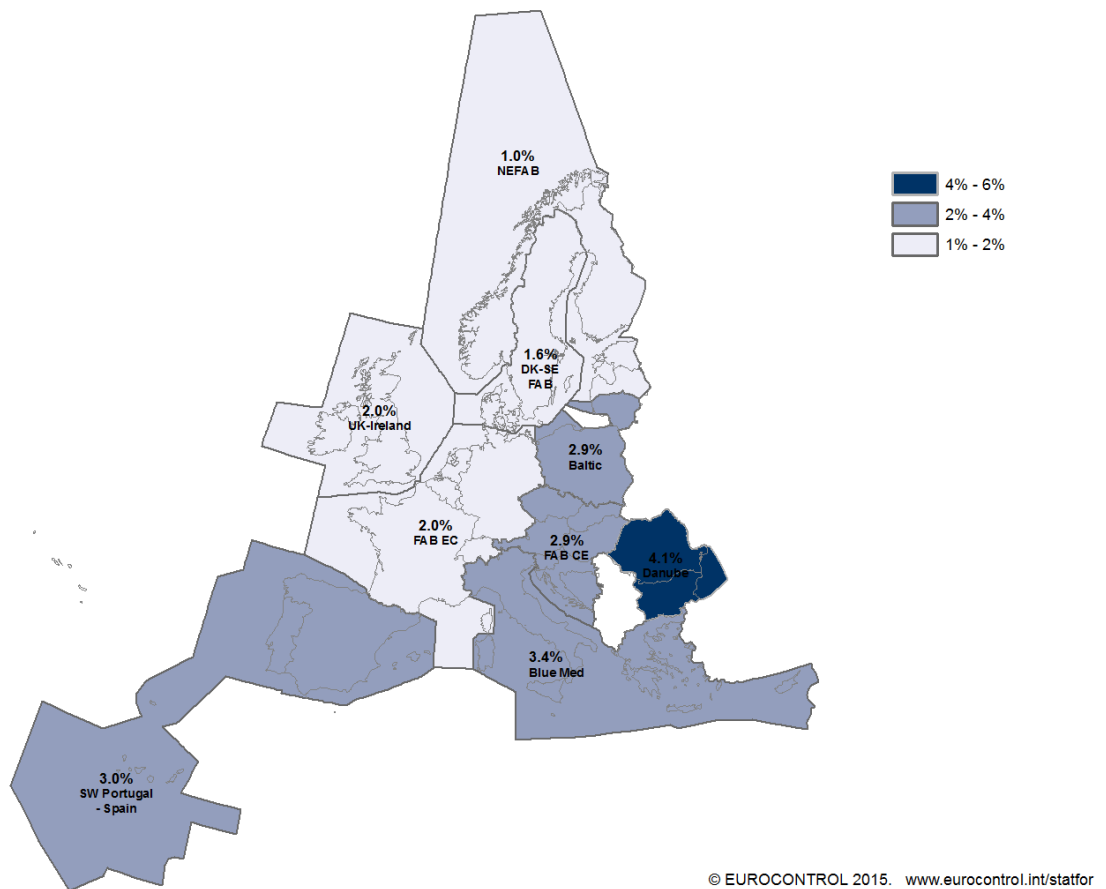 1.0%
NEFAB
4% - 6%
2% - 4%
1% - 2%
1.6%
DK-SE
FAB
2.0%
UK-Ireland
2.9%
Baltic
2.0%
FAB EC
2.9%
FAB CE
4.1%
Danube
3.4%
Blue Med
3.0%
SW Portugal
- Spain
© EUROCONTROL 2015. www.eurocontrol.int/statfor